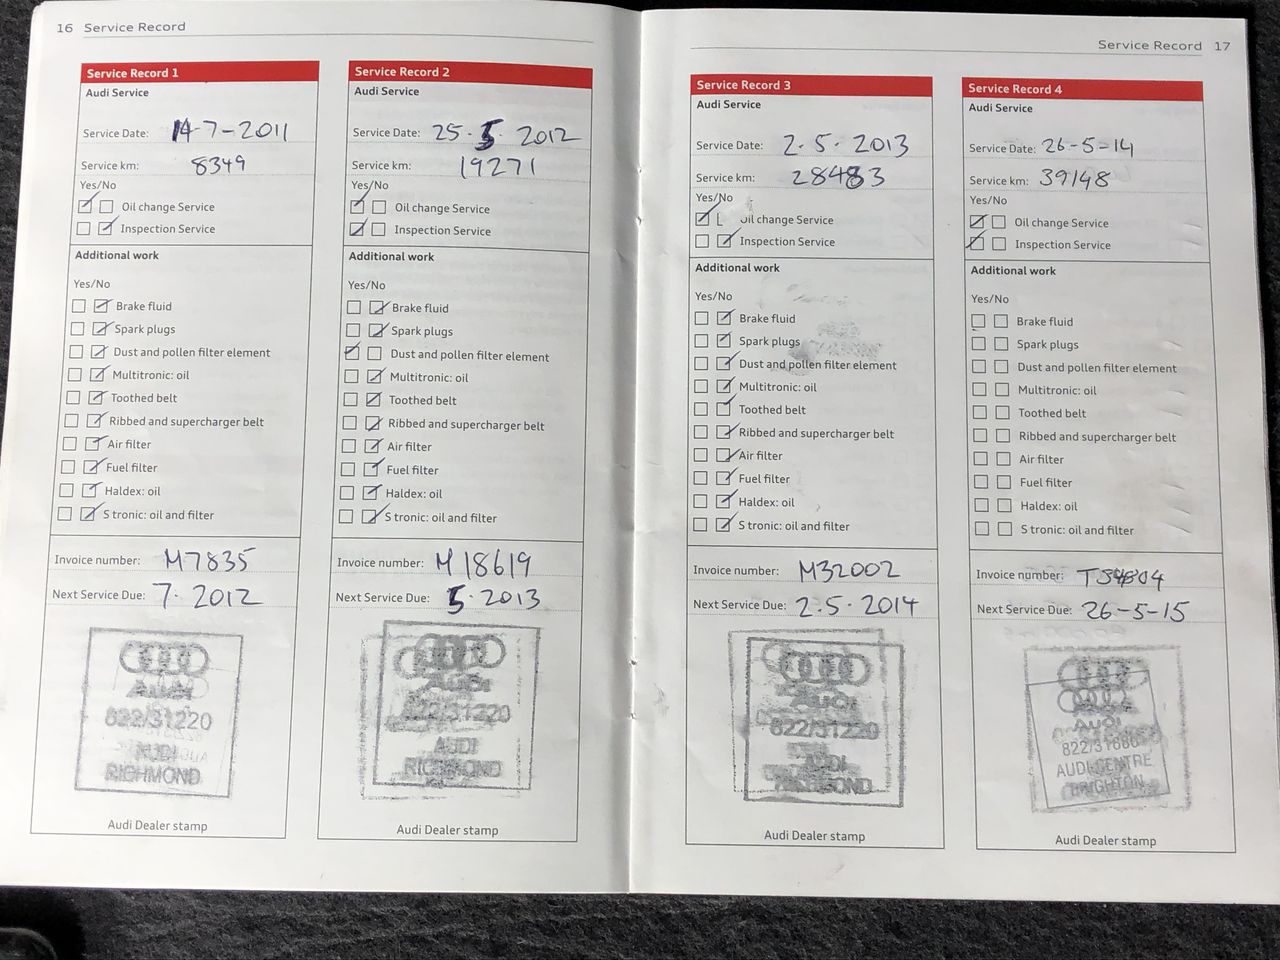 16 Service Record
Service Record 1
Audi Service
Service Date: 14-7-2011
Service km: 8349
Yes/No
Oil change Service
Inspection Service
Additional work
Yes/No
Brake fluid
Spark plugs
Dust and pollen filter element
Multitronic: oil
Toothed belt
Ribbed and supercharger belt
Air filter
Fuel filter
Haldex: oil
S tronic: oil and filter
Invoice number: M7835
Next Service Due: 7. 2012
AUDI
822/31220
AUDI
RICHMOND
Audi Dealer stamp
Service Record 2
Audi Service
Service Date: 25.5. 2012
Service km: 19271
Yes/No
Oil change Service
Inspection Service
Additional work
Yes/No
Brake fluid
Spark plugs
Dust and pollen filter element
Multitronic: oil
Toothed belt
Ribbed and supercharger belt
Air filter
Fuel filter
Haldex: oil
S tronic: oil and filter
Invoice number: M18619
Next Service Due: 5.2013
Audi
822/31220
AUDI
RICHMOND
Audi Dealer stamp
Service Record 17
Service Record 3
Audi Service
Service Date: 2.5.2013
Service km: 28483
Yes/No
Oil change Service
Inspection Service
Additional work
Yes/No
Brake fluid
Spark plugs
Dust and pollen filter element
Multitronic: oil
Toothed belt
Ribbed and supercharger belt
Air filter
Fuel filter
Haldex: oil
S tronic: oil and filter
Invoice number: M32002
Next Service Due: 2.5.2014
Audi
822/31220
AUDI
Audi Dealer stamp
Service Record 4
Audi Service
Service Date: 26-5-14
Service km: 39148
Yes/No
Oil change Service
Inspection Service
Additional work
Yes/No
Brake fluid
Spark plugs
Dust and pollen filter element
Multitronic: oil
Toothed belt
Ribbed and supercharger belt
Air filter
Fuel filter
Haldex: oil
S tronic: oil and filter
Invoice number:
Next Service Due: 26-5-15
Audi
AUDI CENTRE
BRIGHTON
Audi Dealer stamp